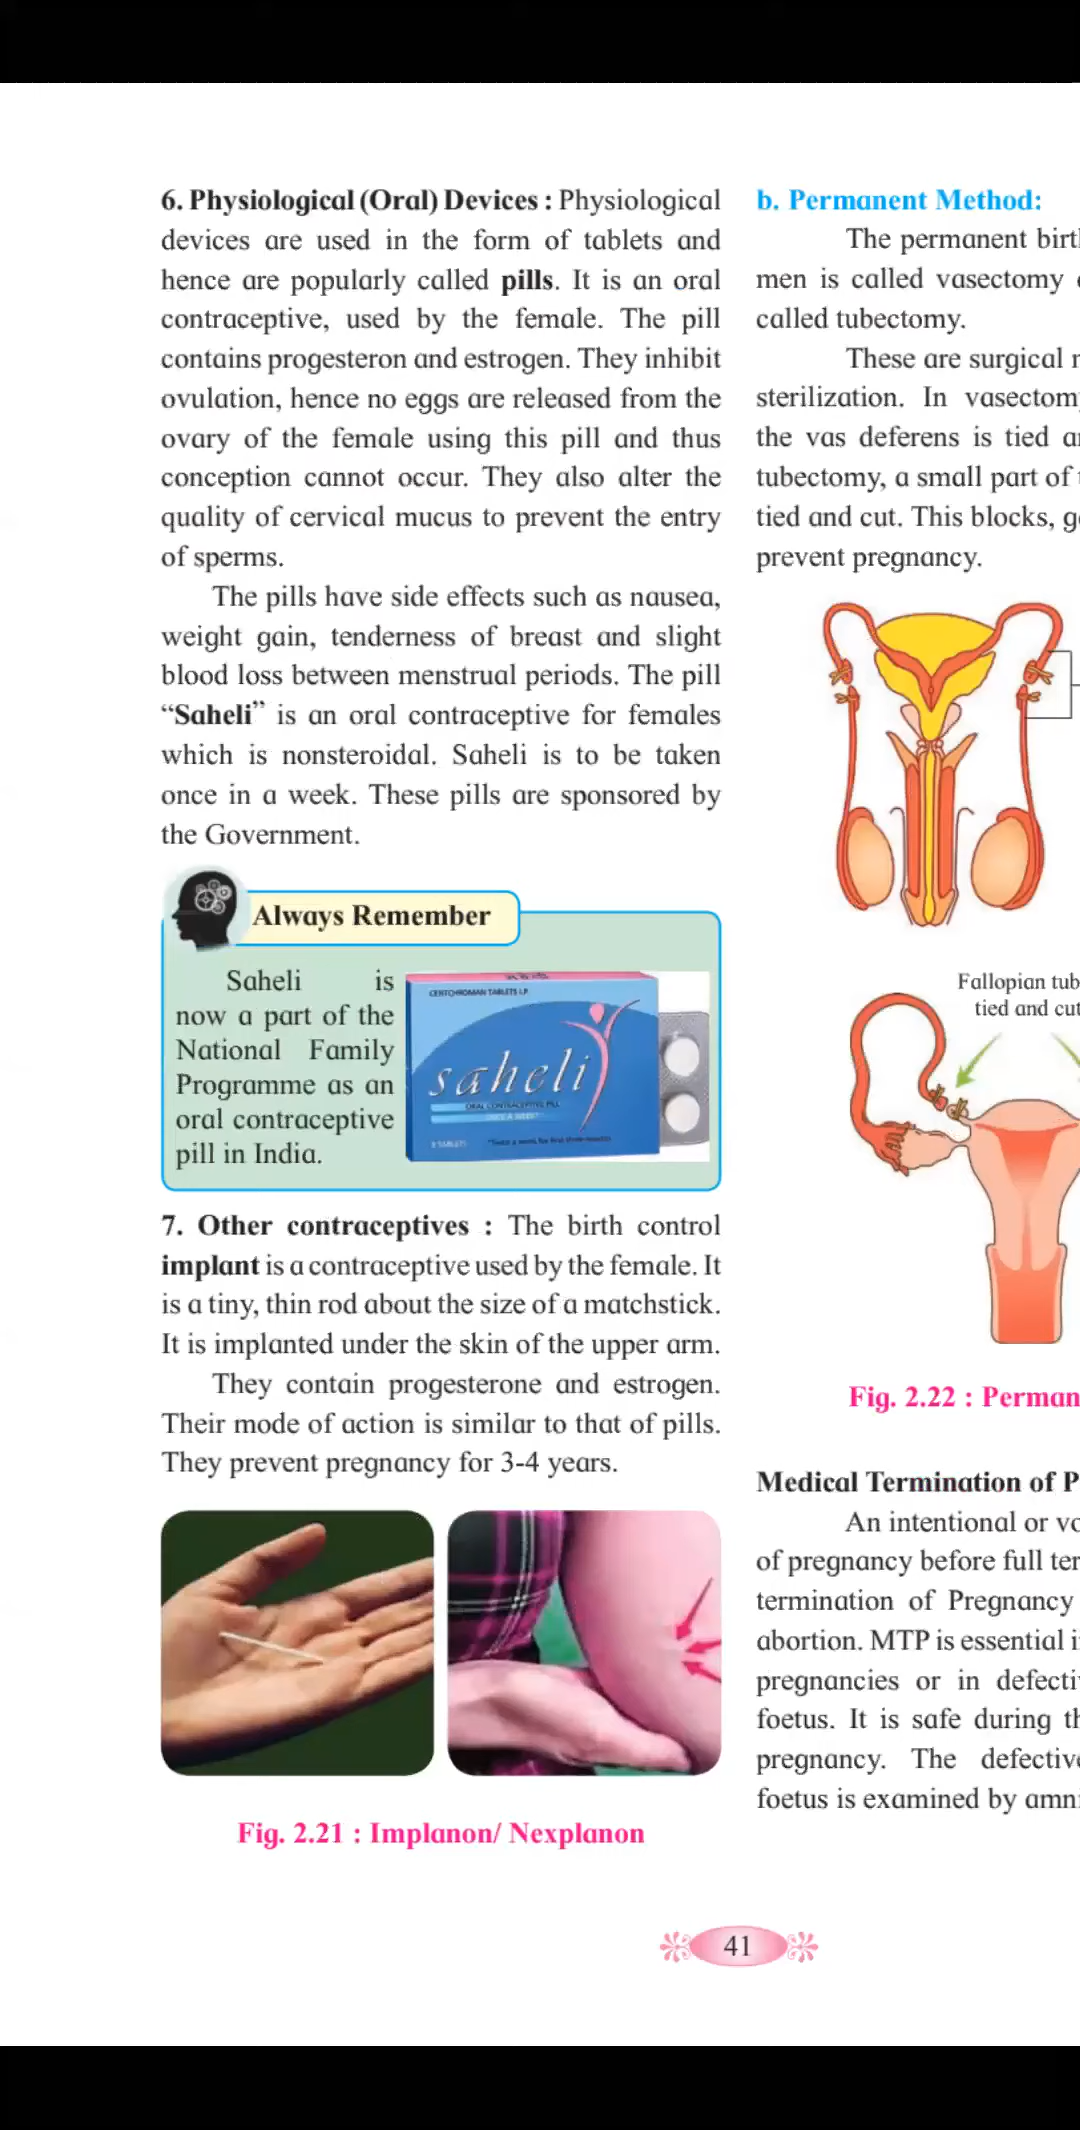 6. Physiological (Oral) Devices : Physiological
devices are used in the form of tablets and
hence are popularly called pills. It is an oral
contraceptive, used by the female. The pill
contains progesteron and estrogen. They inhibit
ovulation, hence no eggs are released from the
ovary of the female using this pill and thus
conception cannot occur. They also alter the
quality of cervical mucus to prevent the entry
of sperms.
The pills have side effects such as nausea,
weight gain, tenderness of breast and slight
blood loss between menstrual periods. The pill
“Saheli” is an oral contraceptive for females
which is nonsteroidal. Saheli is to be taken
once in a week. These pills are sponsored by
the Government.
Always Remember
Saheli is
now a part of the
National Family
Programme as an
oral contraceptive
pill in India.
CENTCHROMAN TABLETS I.P.
saheli
ORAL CONTRACEPTIVE PILL
ONCE A WEEK*
8 TABLETS
7. Other contraceptives : The birth control
implant is a contraceptive used by the female. It
is a tiny, thin rod about the size of a matchstick.
It is implanted under the skin of the upper arm.
They contain progesterone and estrogen.
Their mode of action is similar to that of pills.
They prevent pregnancy for 3-4 years.
Fig. 2.21 : Implanon/ Nexplanon
b. Permanent Method:
The permanent birt
men is called vasectomy
called tubectomy.
These are surgical
sterilization. In vasectomy
the vas deferens is tied a
tubectomy, a small part of
tied and cut. This blocks, g
prevent pregnancy.
Fallopian tub
tied and cut
Fig. 2.22 : Perman
Medical Termination of P
An intentional or vo
of pregnancy before full ter
termination of Pregnancy
abortion. MTP is essential i
pregnancies or in defecti
foetus. It is safe during th
pregnancy. The defective
foetus is examined by amni
41